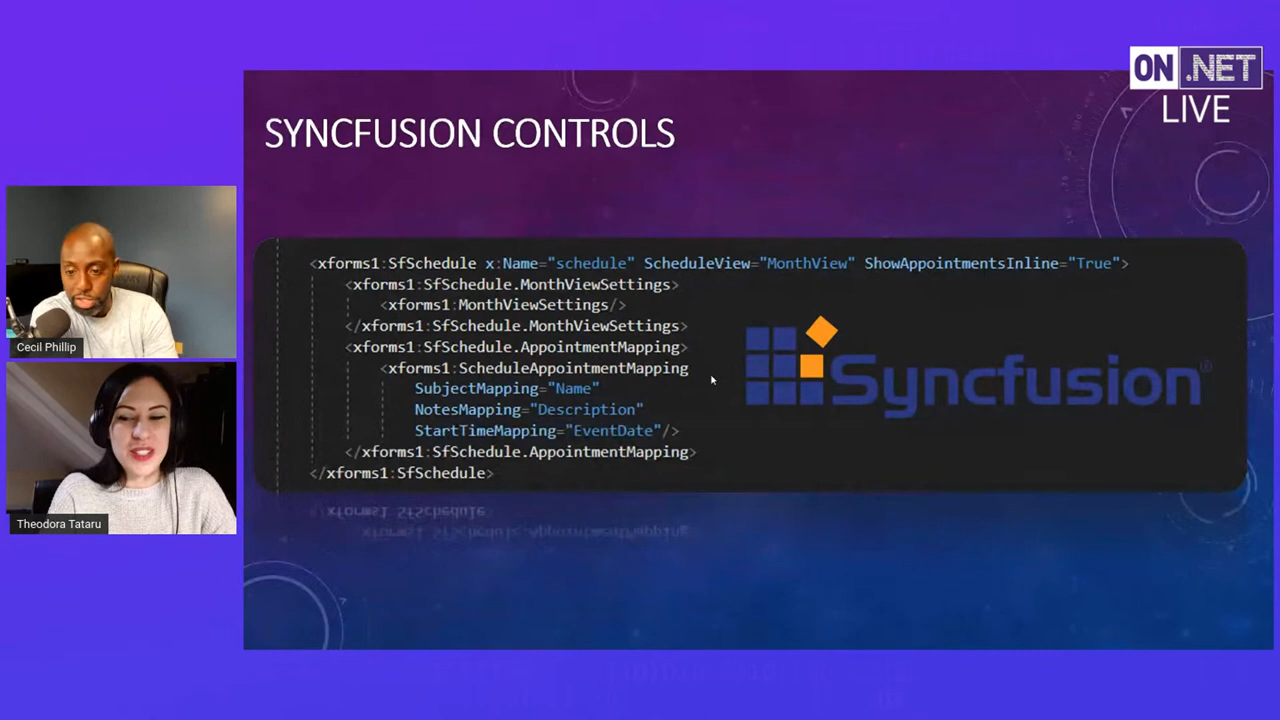 ON .NET
LIVE
SYNCFUSION CONTROLS
<xforms1:SfSchedule x:Name="schedule" ScheduleView="MonthView" ShowAppointmentsInline="True">
<xforms1:SfSchedule.MonthViewSettings>
<xforms1:MonthViewSettings/>
</xforms1:SfSchedule.MonthViewSettings>
<xforms1:SfSchedule.AppointmentMapping>
<xforms1:ScheduleAppointmentMapping
SubjectMapping="Name"
NotesMapping="Description"
StartTimeMapping="EventDate"/>
</xforms1:SfSchedule.AppointmentMapping>
</xforms1:SfSchedule>
Syncfusion®
Cecil Phillip
Theodora Tataru